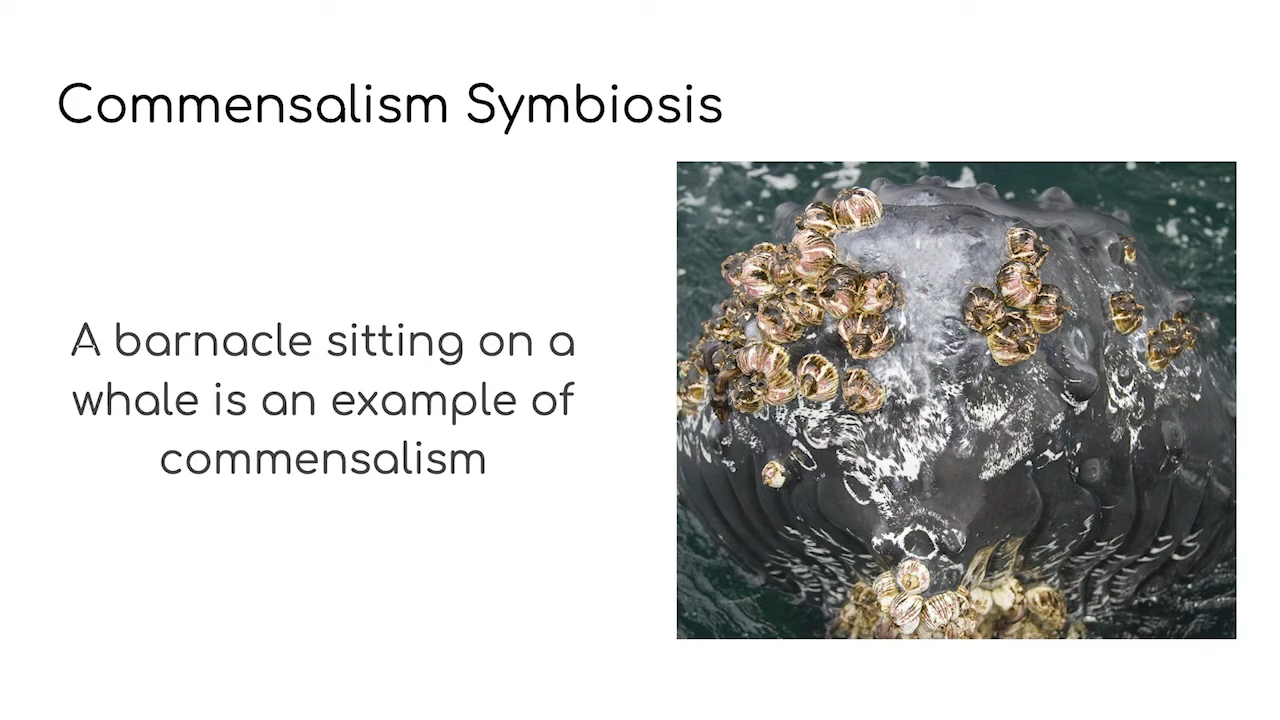 Commensalism Symbiosis
A barnacle sitting on a
whale is an example of
commensalism